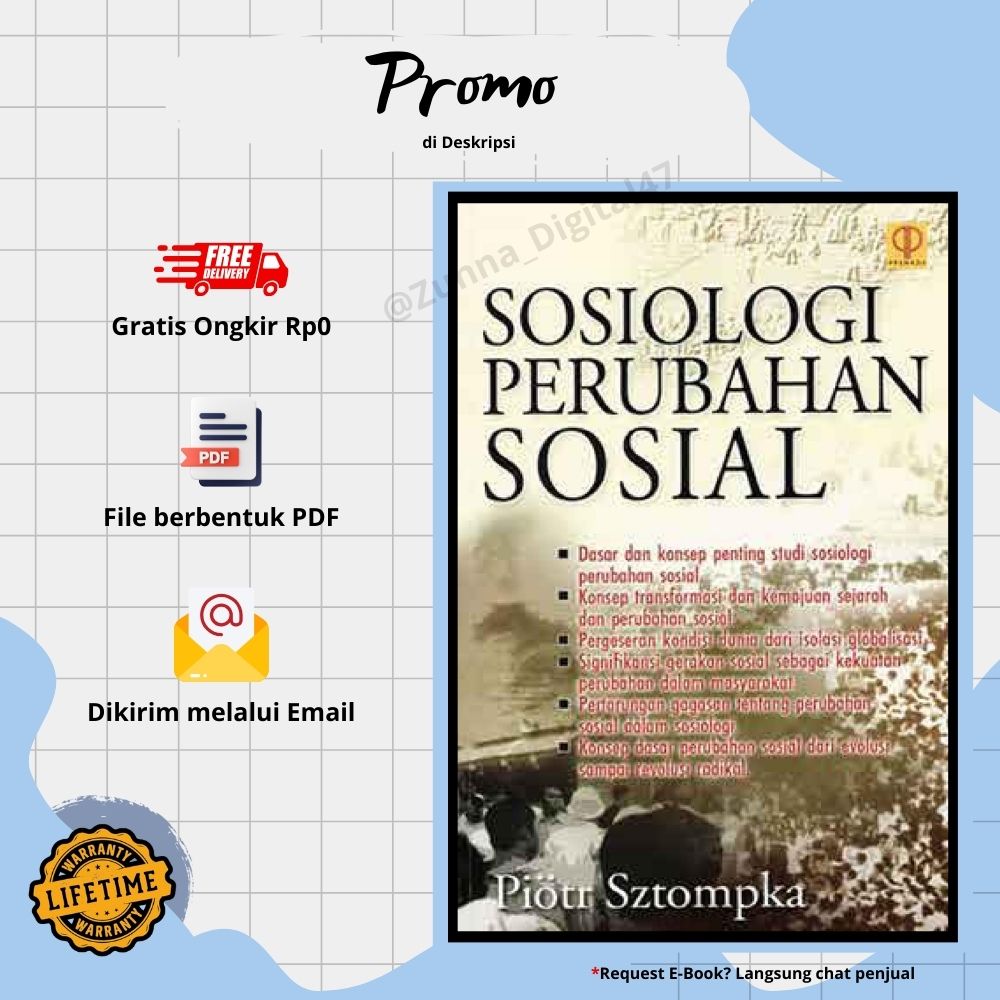 Promo
di Deskripsi
@Zunna_Digital47
FREE
DELIVERY
Gratis Ongkir Rp0
PDF
File berbentuk PDF
@
Dikirim melalui Email
WARRANTY
LIFETIME
WARRANTY
PRENADA
SOSIOLOGI
PERUBAHAN
SOSIAL
Dasar dan konsep penting studi sosiologi
perubahan sosial
Konsep transformasi dan kemajuan sejarah
dan perubahan sosial
Pergeseran kondisi dunia dari isolasi globalisasi
Signifikansi gerakan sosial sebagai kekuatan
perubahan dalam masyarakat
Pertarungan gagasan tentang perubahan
sosial dalam sosiologi
Konsep dasar perubahan sosial dari evolusi
sampai revolusi radikal.
Piötr Sztompka
*Request E-Book? Langsung chat penjual